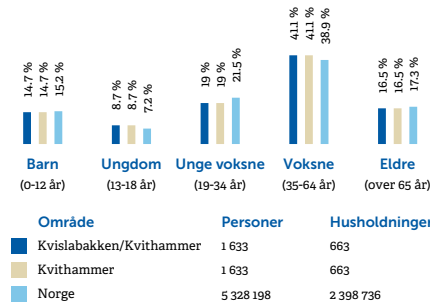 14.7 % 14.7 % 15.2 % 8.7 % 8.7 % 7.2 % 19 % 19 % 21.5 % 41.1 % 41.1 % 38.9 % 16.5 % 16.5 % 17.3 %
Barn Ungdom Unge voksne Voksne Eldre
(0-12 år) (13-18 år) (19-34 år) (35-64 år) (over 65 år)
Område Personer Husholdninger
Kvislabakken/Kvithammer 1 633 663
Kvithammer 1 633 663
Norge 5 328 198 2 398 736